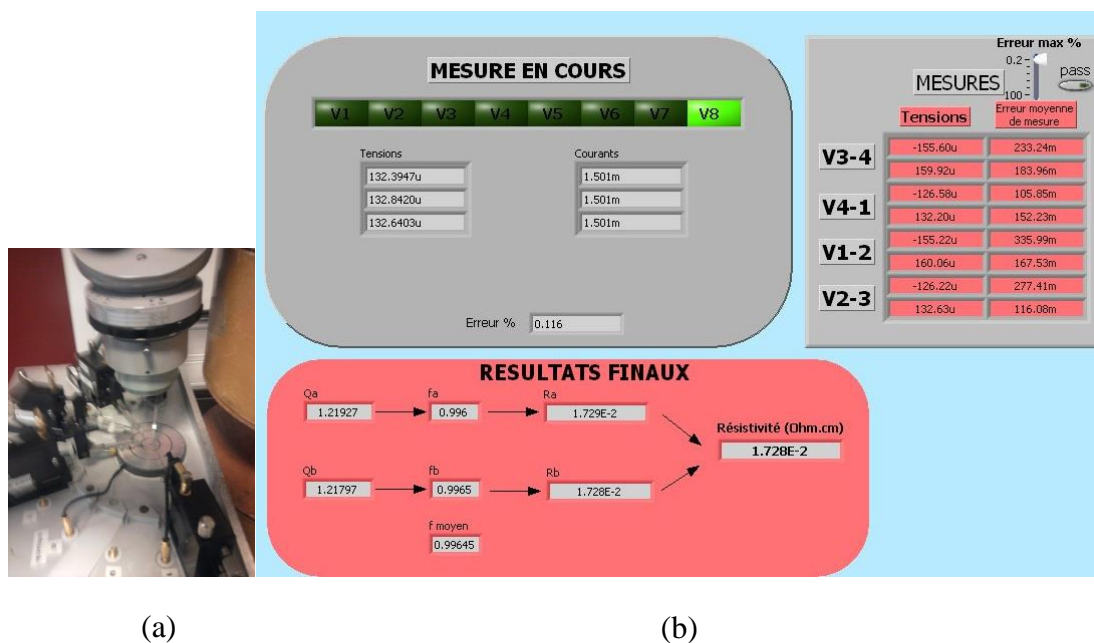 MESURE EN COURS
V1 V2 V3 V4 V5 V6 V7 V8
Tensions
132.3947u
132.8420u
132.6403u
Courants
1.501m
1.501m
1.501m
Erreur % 0.116
Erreur max %
0.2
100
pass
MESURES
Tensions
Erreur moyenne
de mesure
V3-4
-155.60u 233.24m
159.92u 183.96m
V4-1
-126.58u 105.85m
132.20u 152.23m
V1-2
-155.22u 335.99m
160.06u 167.53m
V2-3
-126.22u 277.41m
132.63u 116.08m
RESULTATS FINAUX
Qa fa Ra
1.21927 0.996 1.729E-2
Résistivité (Ohm.cm)
1.728E-2
Qb fb Rb
1.21797 0.9965 1.728E-2
f moyen
0.99645
(a) (b)